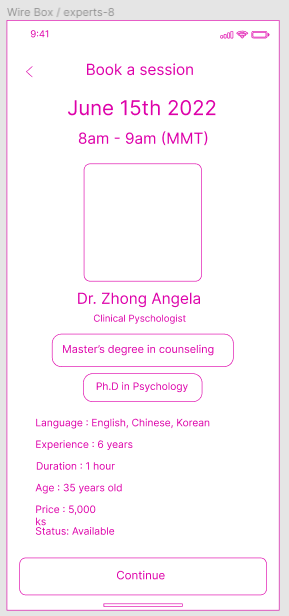 Wire Box / experts-8
9:41
Book a session
June 15th 2022
8am - 9am (MMT)
Dr. Zhong Angela
Clinical Pyschologist
Master's degree in counseling
Ph.D in Psychology
Language : English, Chinese, Korean
Experience : 6 years
Duration : 1 hour
Age : 35 years old
Price : 5,000
ks
Status: Available
Continue